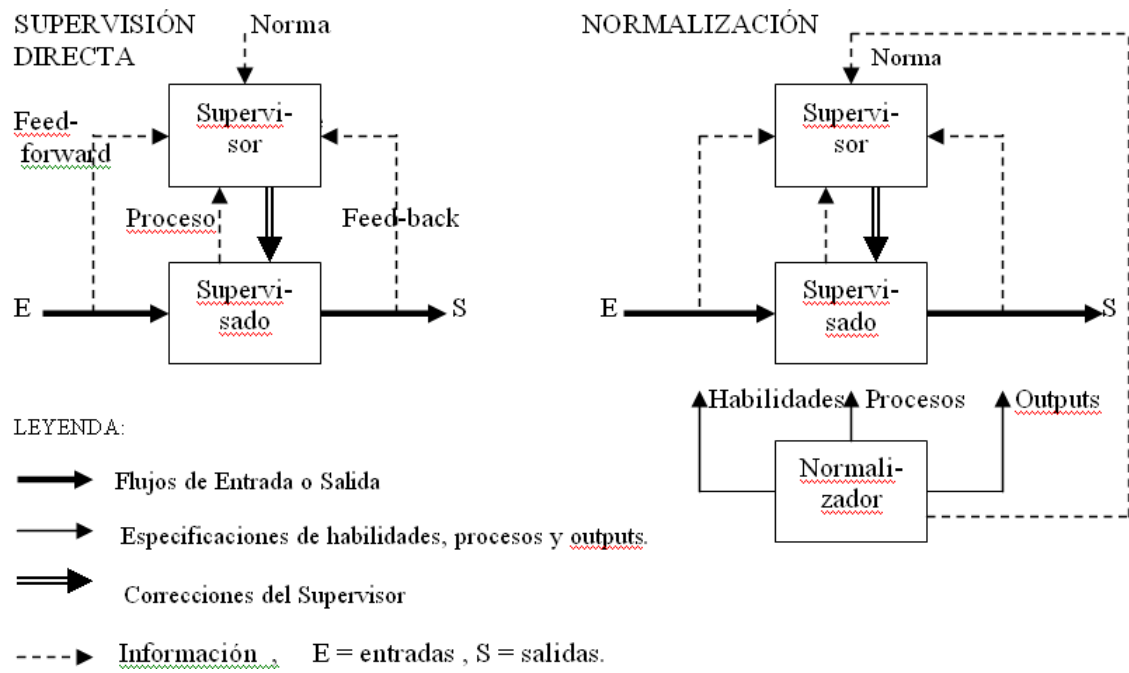 SUPERVISIÓN
DIRECTA
Norma
Feed-
forward
Supervi-
sor
Proceso
Feed-back
E
Supervi-
sado
S
NORMALIZACIÓN
Norma
Supervi-
sor
E
Supervi-
sado
S
Habilidades
Procesos
Outputs
Normali-
zador
LEYENDA:
Flujos de Entrada o Salida
Especificaciones de habilidades, procesos y outputs.
Correcciones del Supervisor
Información , E = entradas , S = salidas.